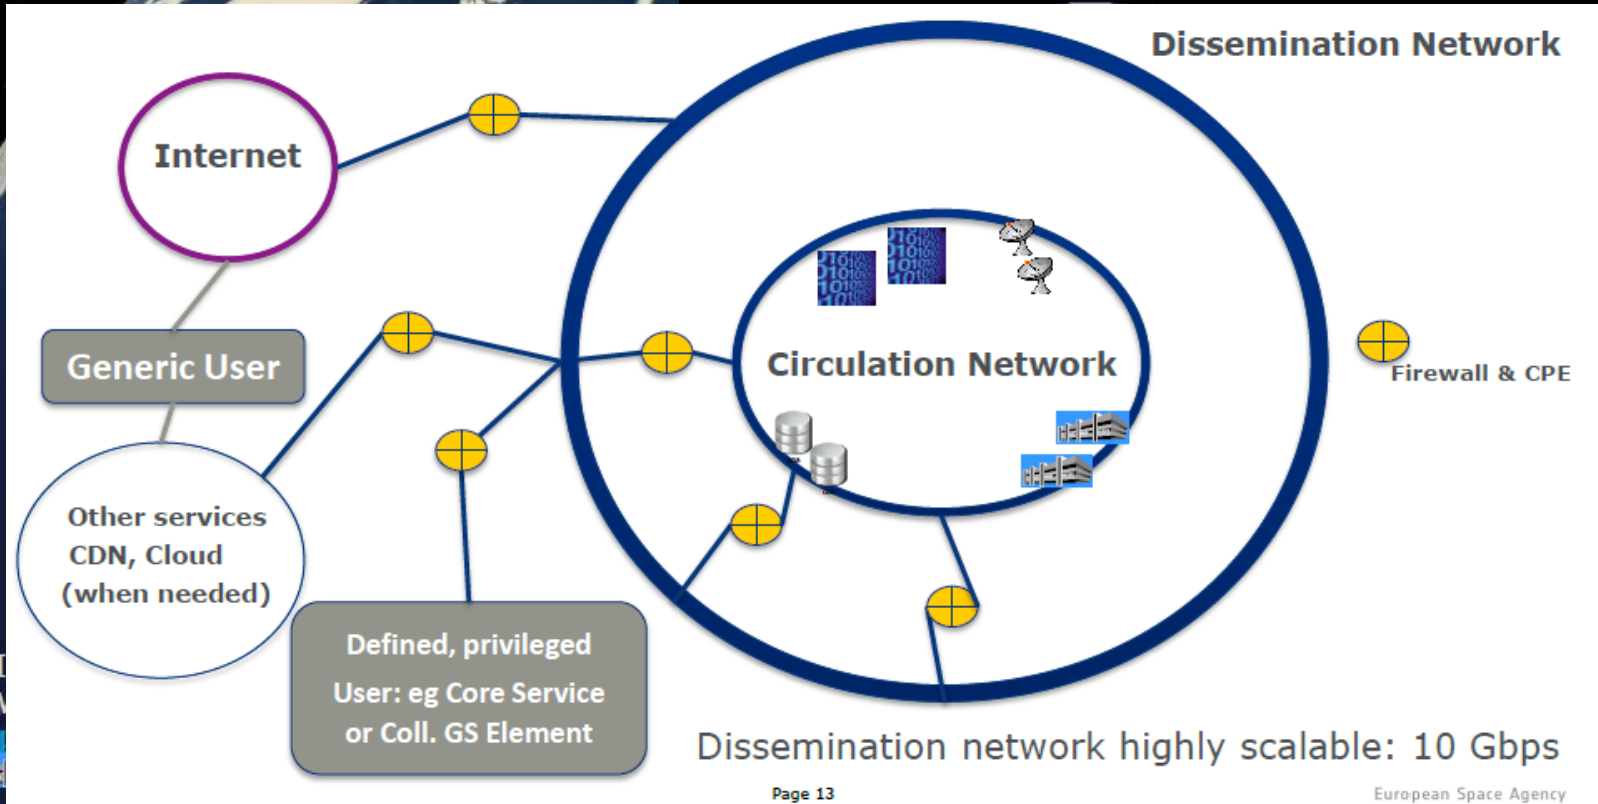 Dissemination Network
Internet
Generic User
Circulation Network
Firewall & CPE
Other services
CDN, Cloud
(when needed)
Defined, privileged
User: eg Core Service
or Coll. GS Element
Dissemination network highly scalable: 10 Gbps
Page 13
European Space Agency